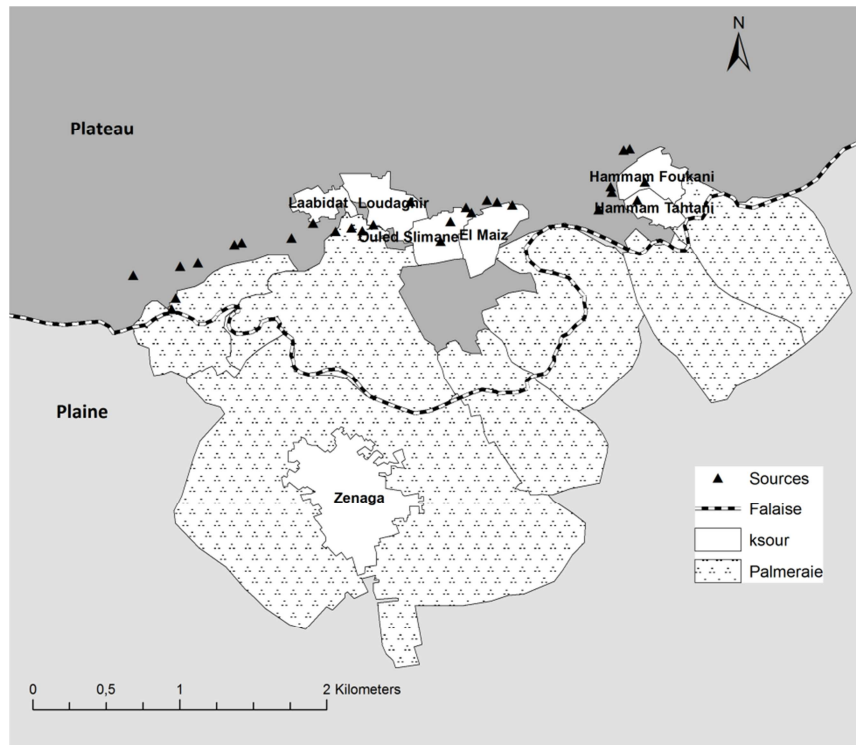 N
Plateau
Hammam Foukani
Laabidat Loudaghir
Hammam Tahtani
Ouled Slimane El Maiz
Plaine
Zenaga
Sources
Falaise
ksour
Palmeraie
0 0,5 1 2 Kilometers